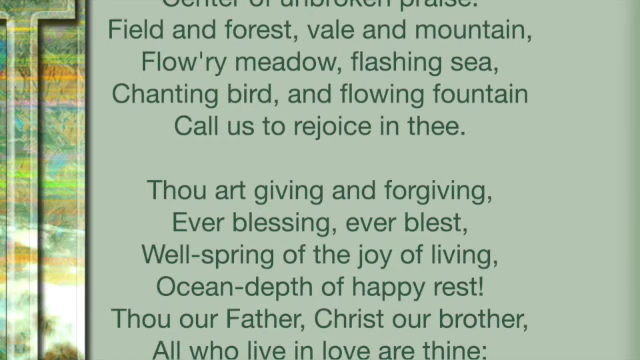 Center of unbroken praise.
Field and forest, vale and mountain,
Flow'ry meadow, flashing sea,
Chanting bird, and flowing fountain
Call us to rejoice in thee.
Thou art giving and forgiving,
Ever blessing, ever blest,
Well-spring of the joy of living,
Ocean-depth of happy rest!
Thou our Father, Christ our brother,
All who live in love are thine;